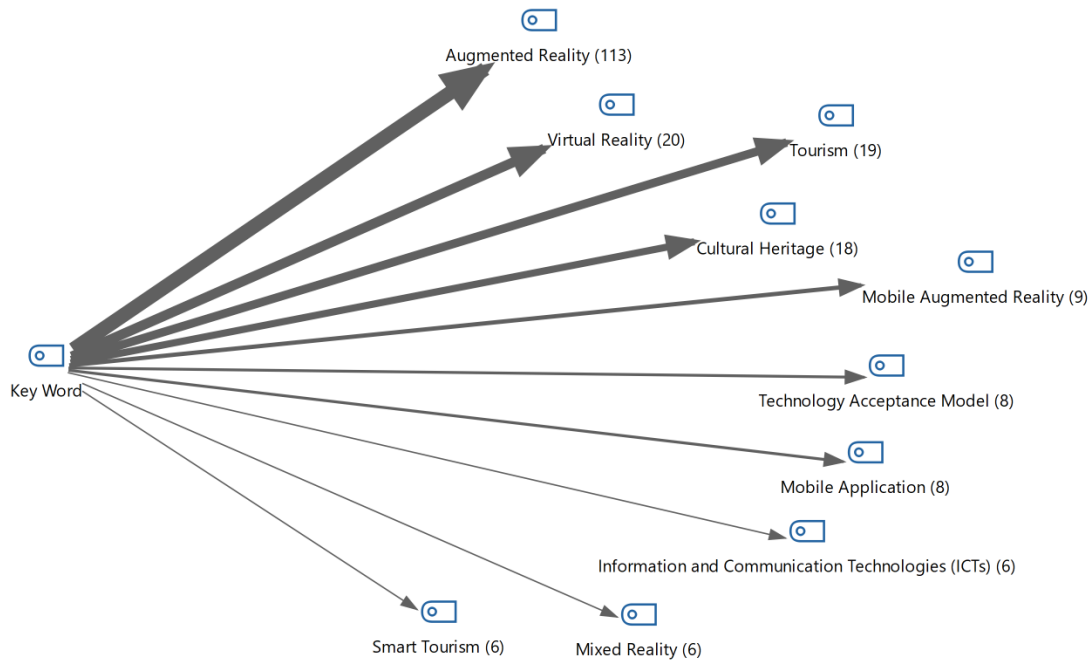 Augmented Reality (113)
Virtual Reality (20)
Tourism (19)
Cultural Heritage (18)
Mobile Augmented Reality (9)
Key Word
Technology Acceptance Model (8)
Mobile Application (8)
Information and Communication Technologies (ICTs) (6)
Smart Tourism (6)
Mixed Reality (6)